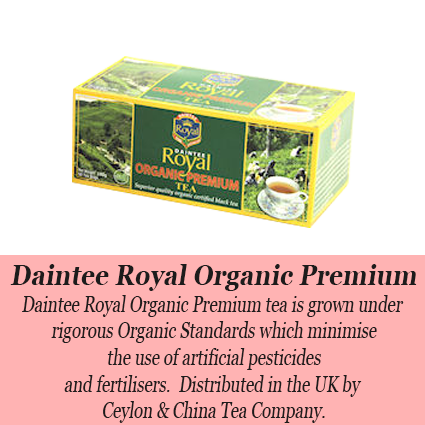 Royal
TEA
Royal
DAINTEE
Royal
ORGANIC PREMIUM
TEA
Superior quality organic certified black tea
Daintee Royal Organic Premium
Daintee Royal Organic Premium tea is grown under
rigorous Organic Standards which minimise
the use of artificial pesticides
and fertilisers. Distributed in the UK by
Ceylon & China Tea Company.